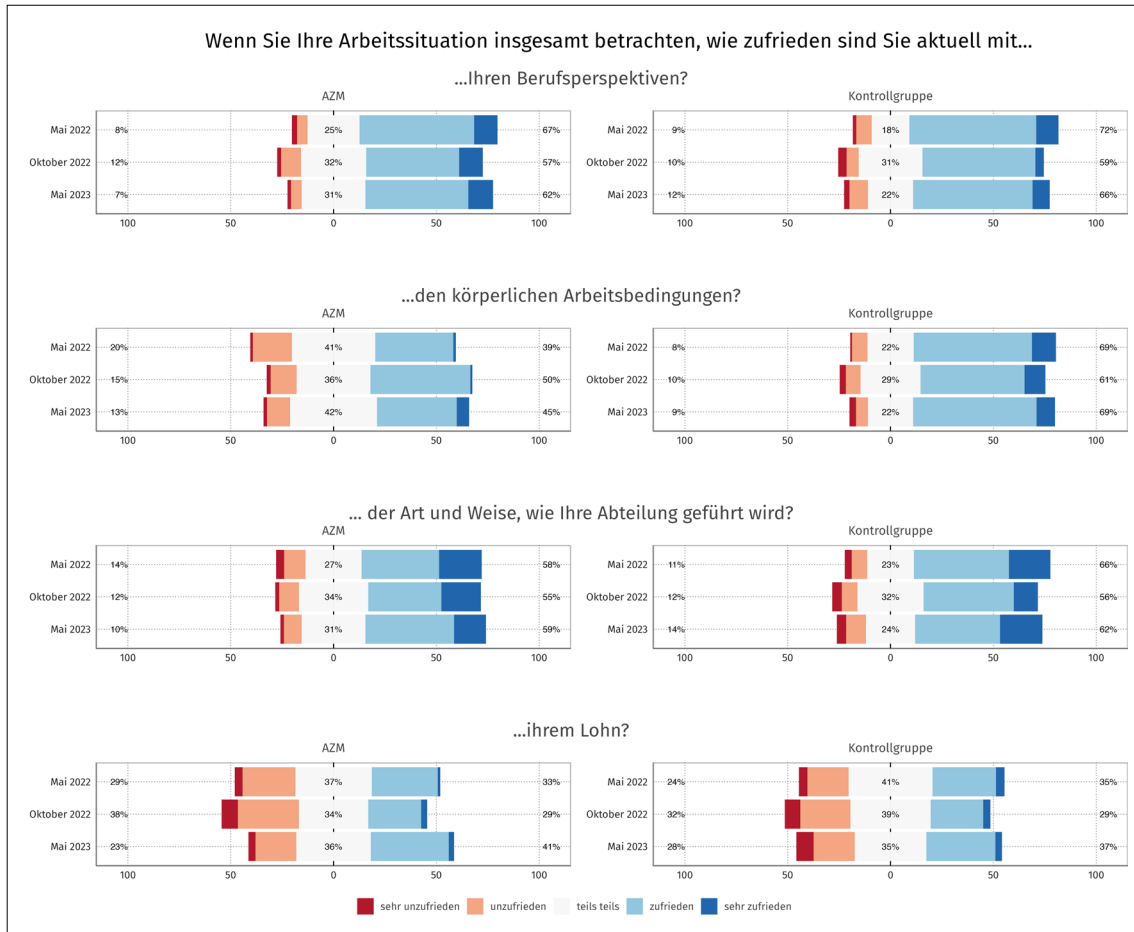 Wenn Sie Ihre Arbeitssituation insgesamt betrachten, wie zufrieden sind Sie aktuell mit...
...Ihren Berufsperspektiven?
AZM Kontrollgruppe
Mai 2022 8% 25% 67% Mai 2022 9% 18% 72%
Oktober 2022 12% 32% 57% Oktober 2022 10% 31% 59%
Mai 2023 7% 31% 62% Mai 2023 12% 22% 66%
100 50 0 50 100 100 50 0 50 100
...den körperlichen Arbeitsbedingungen?
AZM Kontrollgruppe
Mai 2022 20% 41% 39% Mai 2022 8% 22% 69%
Oktober 2022 15% 36% 50% Oktober 2022 10% 29% 61%
Mai 2023 13% 42% 45% Mai 2023 9% 22% 69%
100 50 0 50 100 100 50 0 50 100
... der Art und Weise, wie Ihre Abteilung geführt wird?
AZM Kontrollgruppe
Mai 2022 14% 27% 58% Mai 2022 11% 23% 66%
Oktober 2022 12% 34% 55% Oktober 2022 12% 32% 56%
Mai 2023 10% 31% 59% Mai 2023 14% 24% 62%
100 50 0 50 100 100 50 0 50 100
...ihrem Lohn?
AZM Kontrollgruppe
Mai 2022 29% 37% 33% Mai 2022 24% 41% 35%
Oktober 2022 38% 34% 29% Oktober 2022 32% 39% 29%
Mai 2023 23% 36% 41% Mai 2023 28% 35% 37%
100 50 0 50 100 100 50 0 50 100
sehr unzufrieden unzufrieden teils teils zufrieden sehr zufrieden